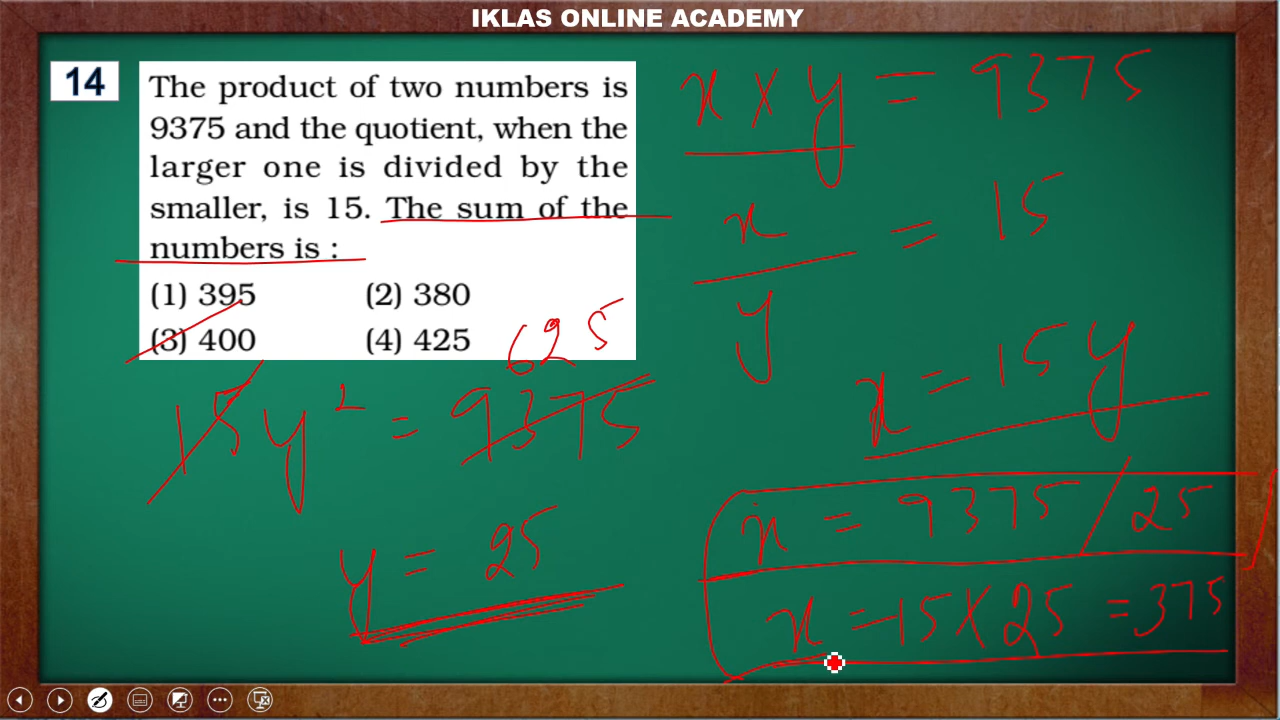 IKLAS ONLINE ACADEMY
14
The product of two numbers is
9375 and the quotient, when the
larger one is divided by the
smaller, is 15. The sum of the
numbers is :
(1) 395 (2) 380
(3) 400 (4) 425
x × y = 9375
x/y = 15
x = 15y
625
15y² = 9375
y = 25
x = 9375/25
x = 15 × 25 = 375